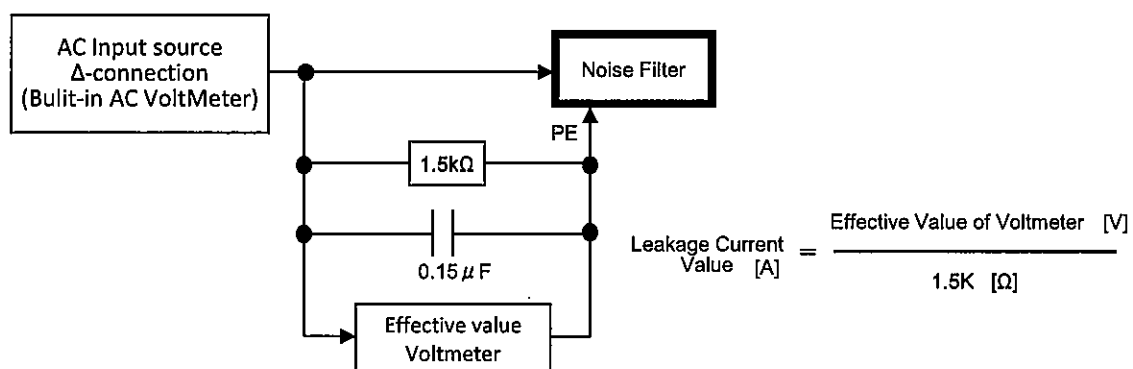 AC Input source
Δ-connection
(Bulit-in AC VoltMeter)
Noise Filter
PE
1.5kΩ
0.15μF
Effective value
Voltmeter
Leakage Current
Value [A]
=
Effective Value of Voltmeter [V]
1.5K [Ω]